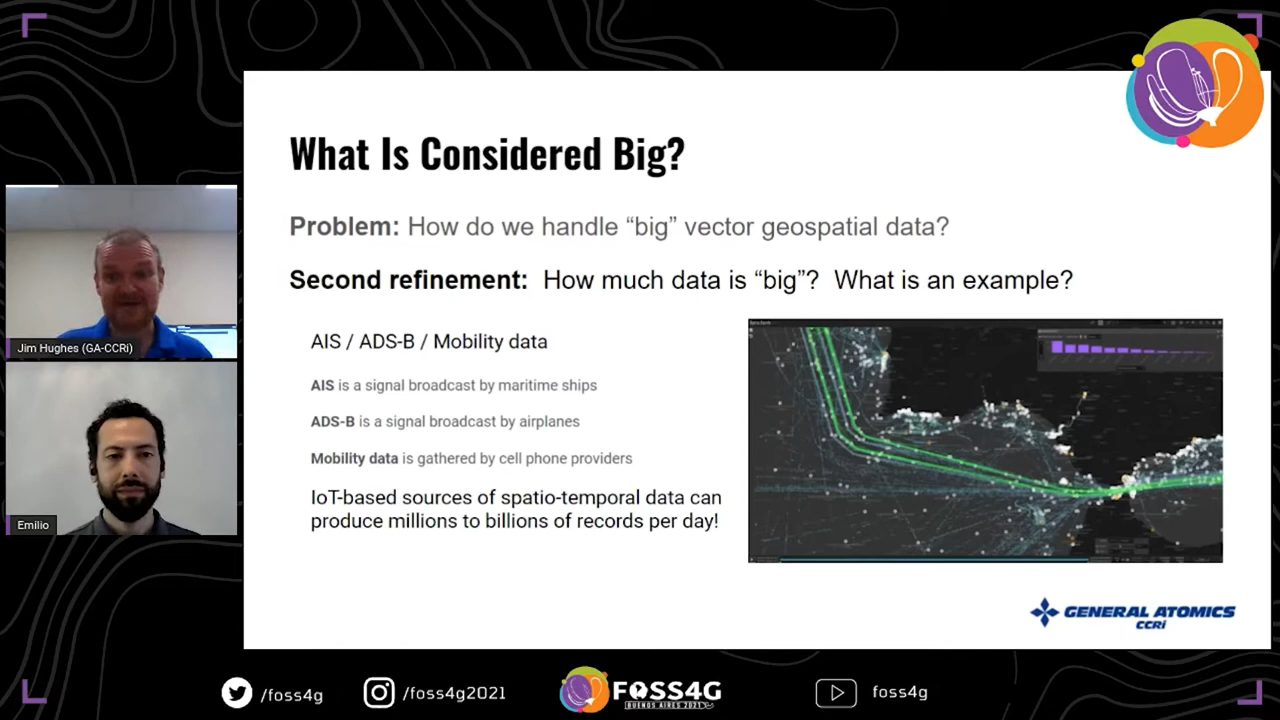 What Is Considered Big?
Problem: How do we handle “big” vector geospatial data?
Second refinement: How much data is “big”? What is an example?
AIS / ADS-B / Mobility data
AIS is a signal broadcast by maritime ships
ADS-B is a signal broadcast by airplanes
Mobility data is gathered by cell phone providers
IoT-based sources of spatio-temporal data can
produce millions to billions of records per day!
GENERAL ATOMICS
CCRi
Jim Hughes (GA-CCRi)
Emilio
/foss4g
/foss4g2021
FOSS4G
BUENOS AIRES 2021
foss4g